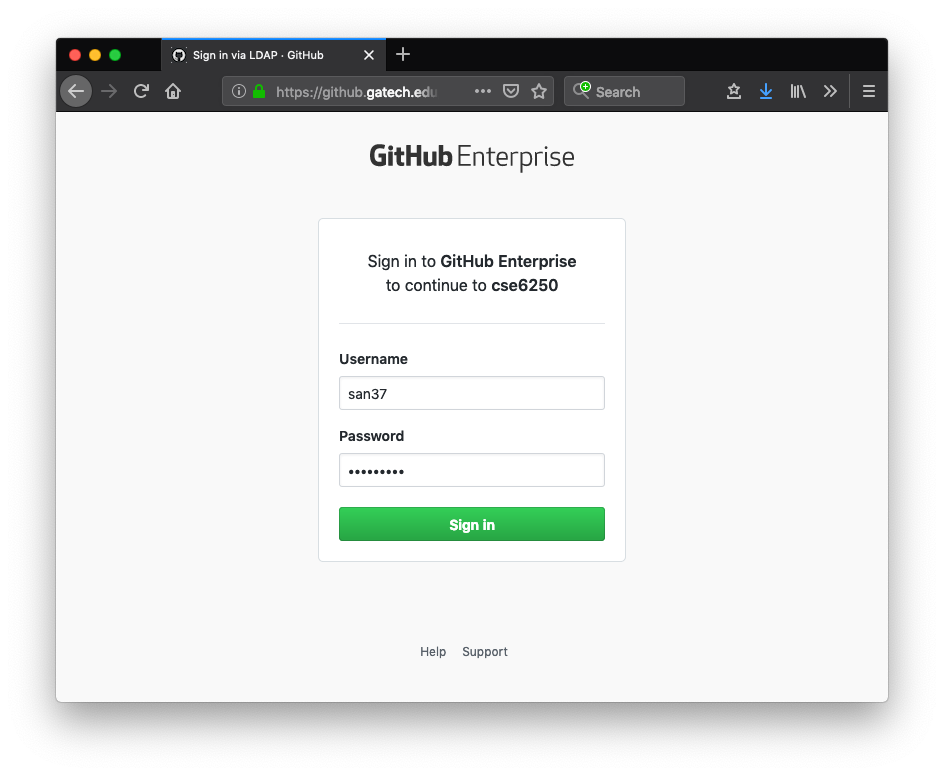 Sign in via LDAP · GitHub
https://github.gatech.edu
Search
GitHub Enterprise
Sign in to GitHub Enterprise
to continue to cse6250
Username
san37
Password
•••••••••
Sign in
Help Support